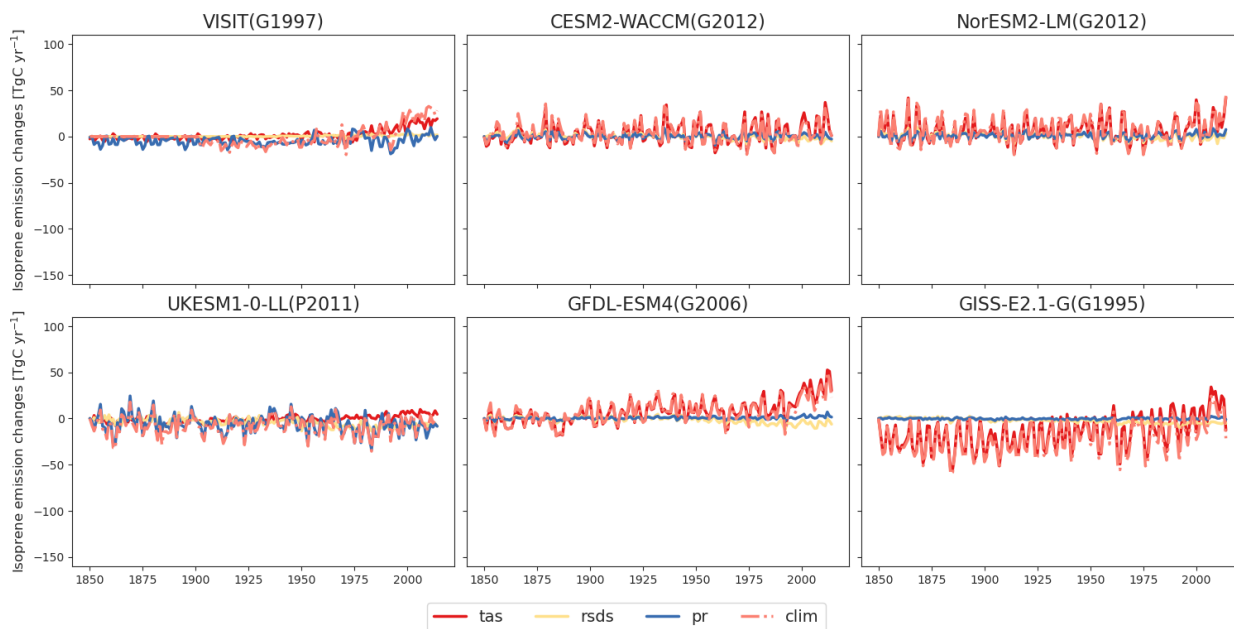 VISIT(G1997) CESM2-WACCM(G2012) NorESM2-LM(G2012)
Isoprene emission changes [TgC yr⁻¹]
100
50
0
−50
−100
−150
UKESM1-0-LL(P2011) GFDL-ESM4(G2006) GISS-E2.1-G(G1995)
Isoprene emission changes [TgC yr⁻¹]
100
50
0
−50
−100
−150
1850 1875 1900 1925 1950 1975 2000 1850 1875 1900 1925 1950 1975 2000 1850 1875 1900 1925 1950 1975 2000
tas rsds pr clim